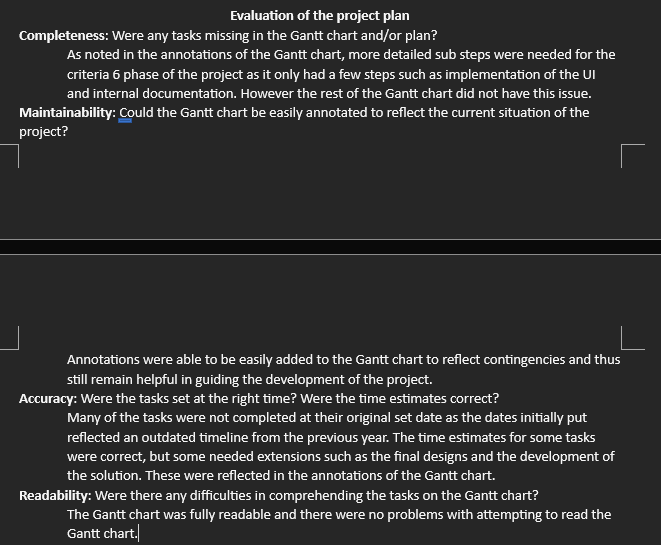 Evaluation of the project plan
Completeness: Were any tasks missing in the Gantt chart and/or plan?
As noted in the annotations of the Gantt chart, more detailed sub steps were needed for the
criteria 6 phase of the project as it only had a few steps such as implementation of the UI
and internal documentation. However the rest of the Gantt chart did not have this issue.
Maintainability: Could the Gantt chart be easily annotated to reflect the current situation of the
project?
Annotations were able to be easily added to the Gantt chart to reflect contingencies and thus
still remain helpful in guiding the development of the project.
Accuracy: Were the tasks set at the right time? Were the time estimates correct?
Many of the tasks were not completed at their original set date as the dates initially put
reflected an outdated timeline from the previous year. The time estimates for some tasks
were correct, but some needed extensions such as the final designs and the development of
the solution. These were reflected in the annotations of the Gantt chart.
Readability: Were there any difficulties in comprehending the tasks on the Gantt chart?
The Gantt chart was fully readable and there were no problems with attempting to read the
Gantt chart.